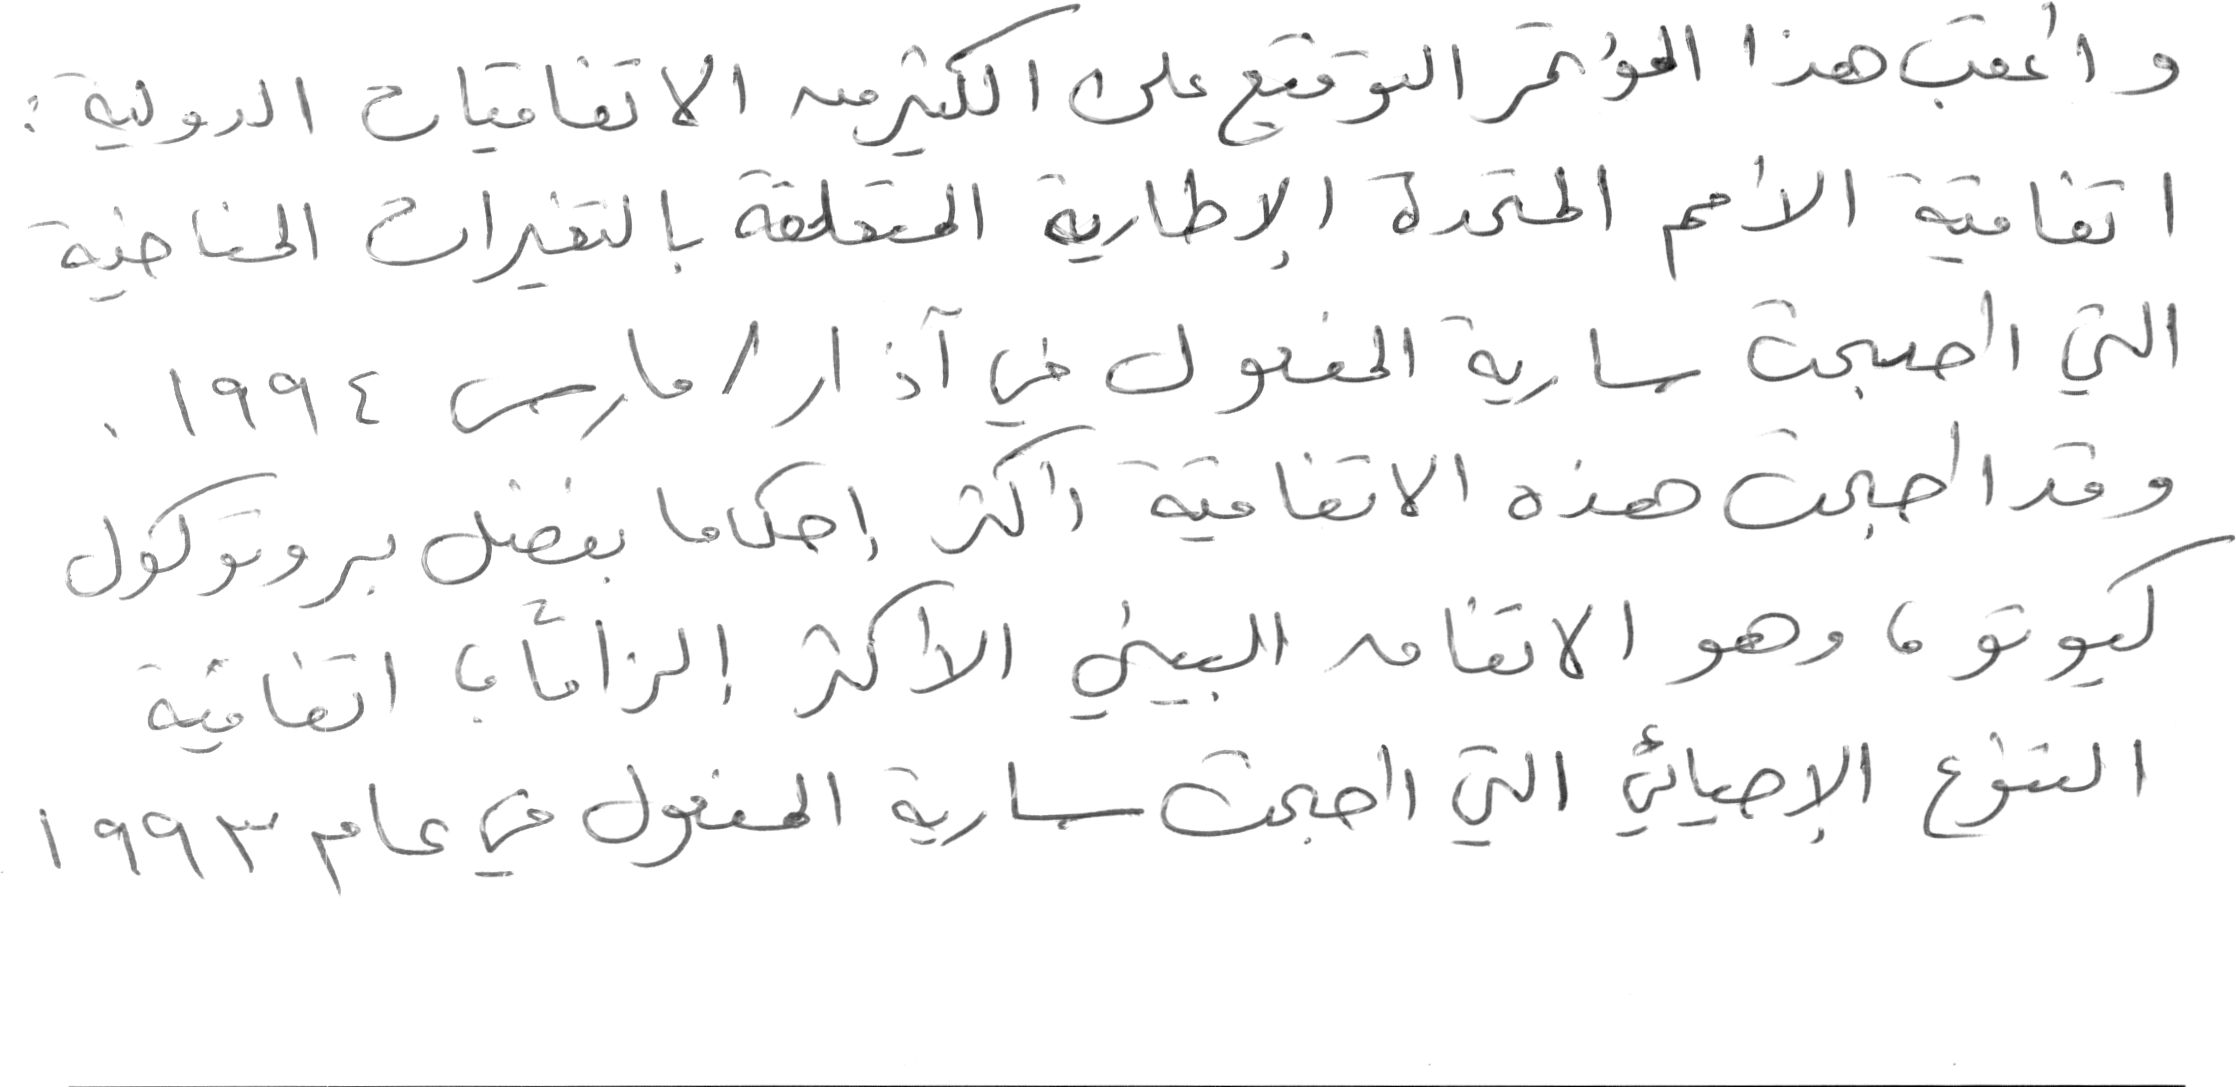 وأعقب هذا المؤتمر التوقيع على الكثير من الاتفاقيات الدولية :
اتفاقية الأمم المتحدة الإطارية المتعلقة بالتغيرات المناخية
التي أصبحت سارية المفعول في آذار/مارس ١٩٩٤ .
وقد أصبحت هذه الاتفاقية أكثر إحكاما بفضل بروتوكول
كيوتو، وهو الاتفاق البيئي الأكثر إلزاماً، اتفاقية
التنوع الإحيائي التي أصبحت سارية المفعول في عام ١٩٩٣